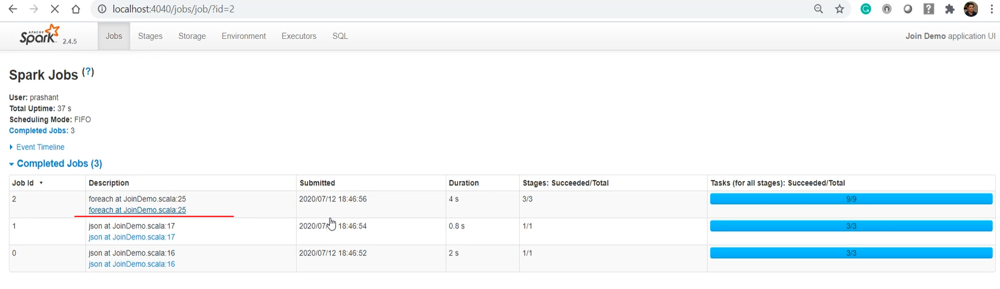 localhost:4040/jobs/job/?id=2
APACHE Spark 2.4.5 Jobs Stages Storage Environment Executors SQL Join Demo application UI
Spark Jobs (?)
User: prashant
Total Uptime: 37 s
Scheduling Mode: FIFO
Completed Jobs: 3
Event Timeline
Completed Jobs (3)
Job Id Description Submitted Duration Stages: Succeeded/Total Tasks (for all stages): Succeeded/Total
2 foreach at JoinDemo.scala:25 2020/07/12 18:46:56 4 s 3/3 9/9
foreach at JoinDemo.scala:25
1 json at JoinDemo.scala:17 2020/07/ 18:46:54 0.8 s 1/1 3/3
json at JoinDemo.scala:17
0 json at JoinDemo.scala:16 2020/07/12 18:46:52 2 s 1/1 3/3
json at JoinDemo.scala:16